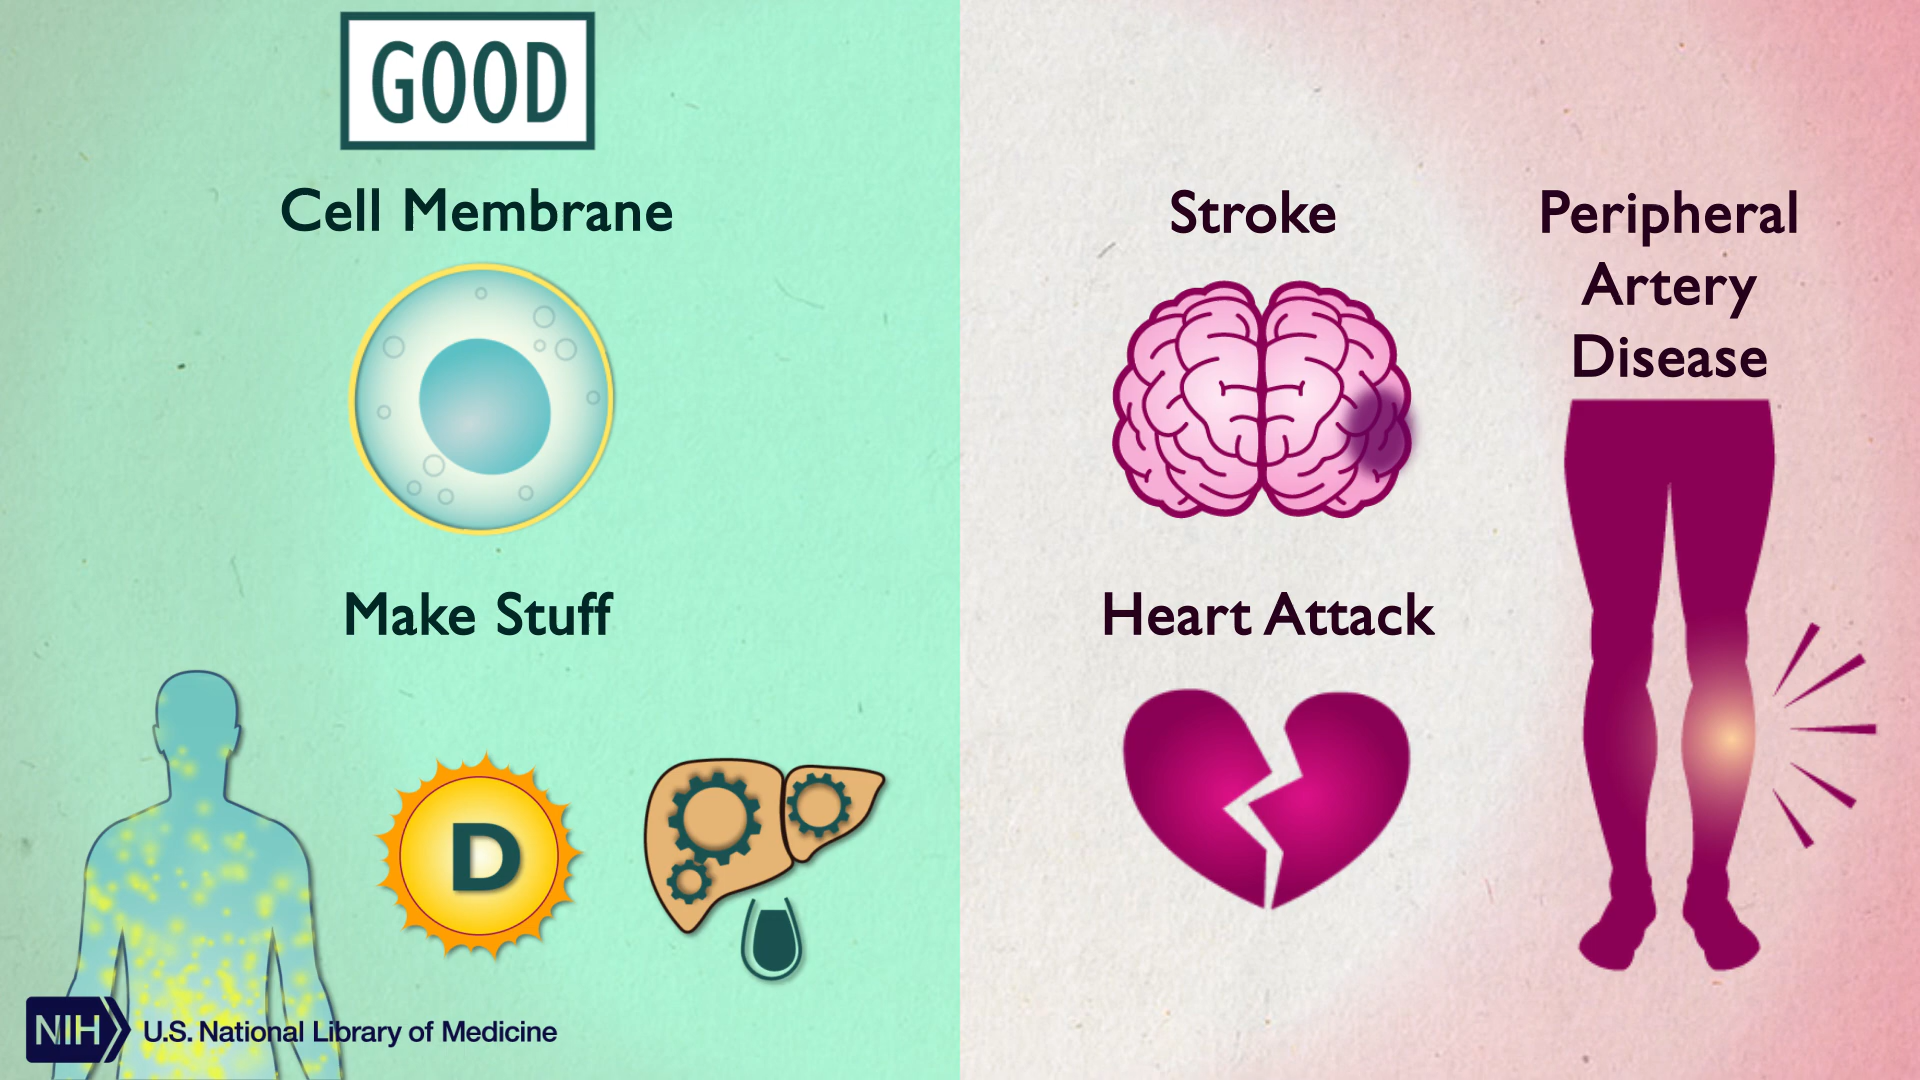 GOOD
Cell Membrane
Make Stuff
D
NIH U.S. National Library of Medicine
Stroke
Heart Attack
Peripheral
Artery
Disease